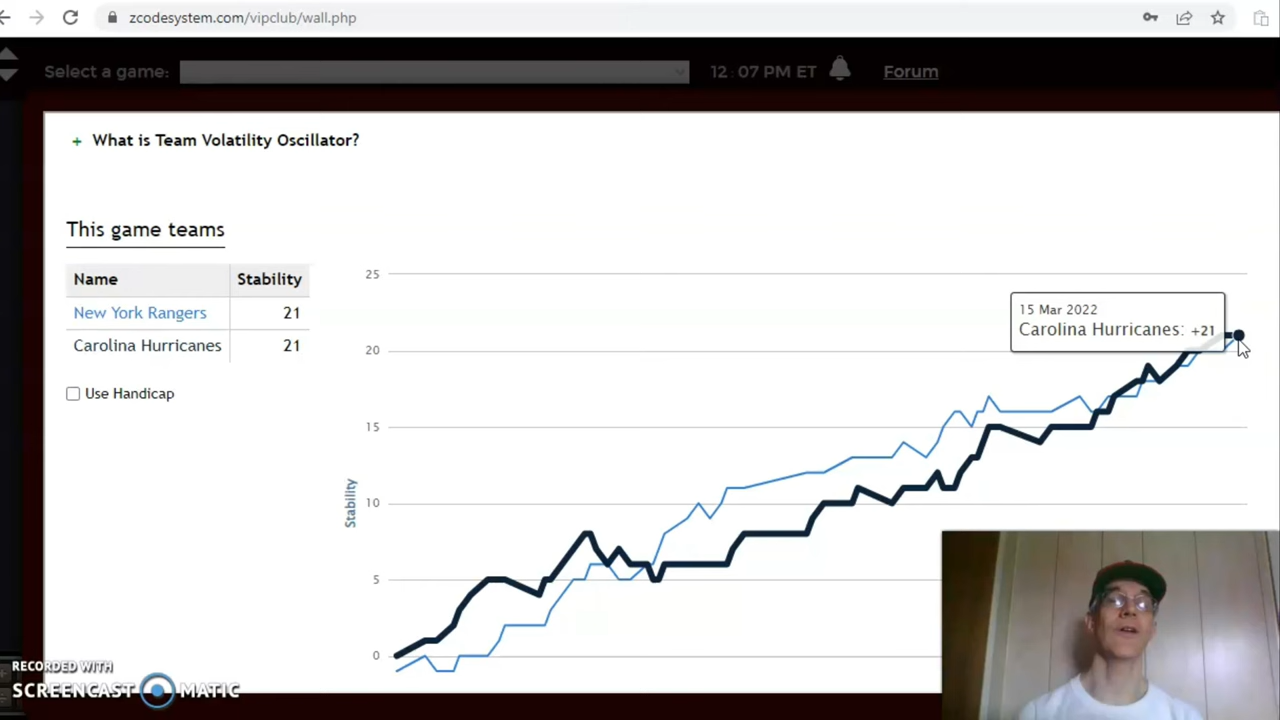 zcodesystem.com/vipclub/wall.php
Select a game:
12:07 PM ET
Forum
+ What is Team Volatility Oscillator?
This game teams
Name Stability
New York Rangers 21
Carolina Hurricanes 21
Use Handicap
25
20
15
10
5
0
Stability
15 Mar 2022
Carolina Hurricanes: +21
RECORDED WITH
SCREENCAST MATIC